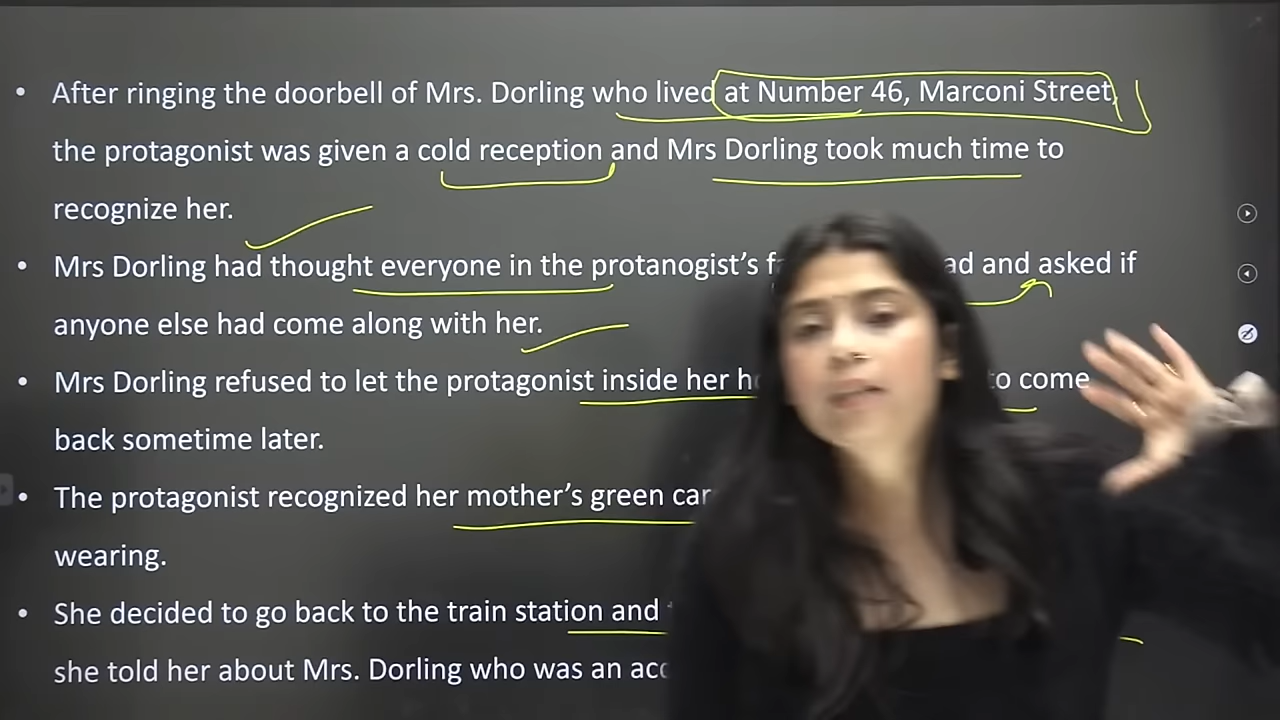 • After ringing the doorbell of Mrs. Dorling who lived at Number 46, Marconi Street,
the protagonist was given a cold reception and Mrs Dorling took much time to
recognize her.
• Mrs Dorling had thought everyone in the protanogist's and asked if
anyone else had come along with her.
• Mrs Dorling refused to let the protagonist inside her to come
back sometime later.
• The protagonist recognized her mother's green
wearing.
• She decided to go back to the train station and
she told her about Mrs. Dorling who was an